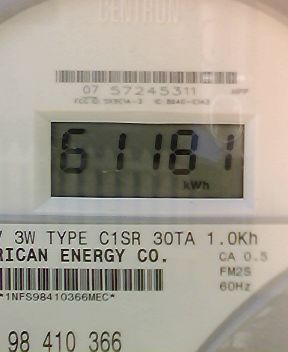 CENTRON
07 57245311
61181
kWh
3W TYPE C1SR 30TA 1.0Kh
RICAN ENERGY CO.
CA 0.5
FM2S
60Hz
*1NFS98410366MEC*
98 410 366